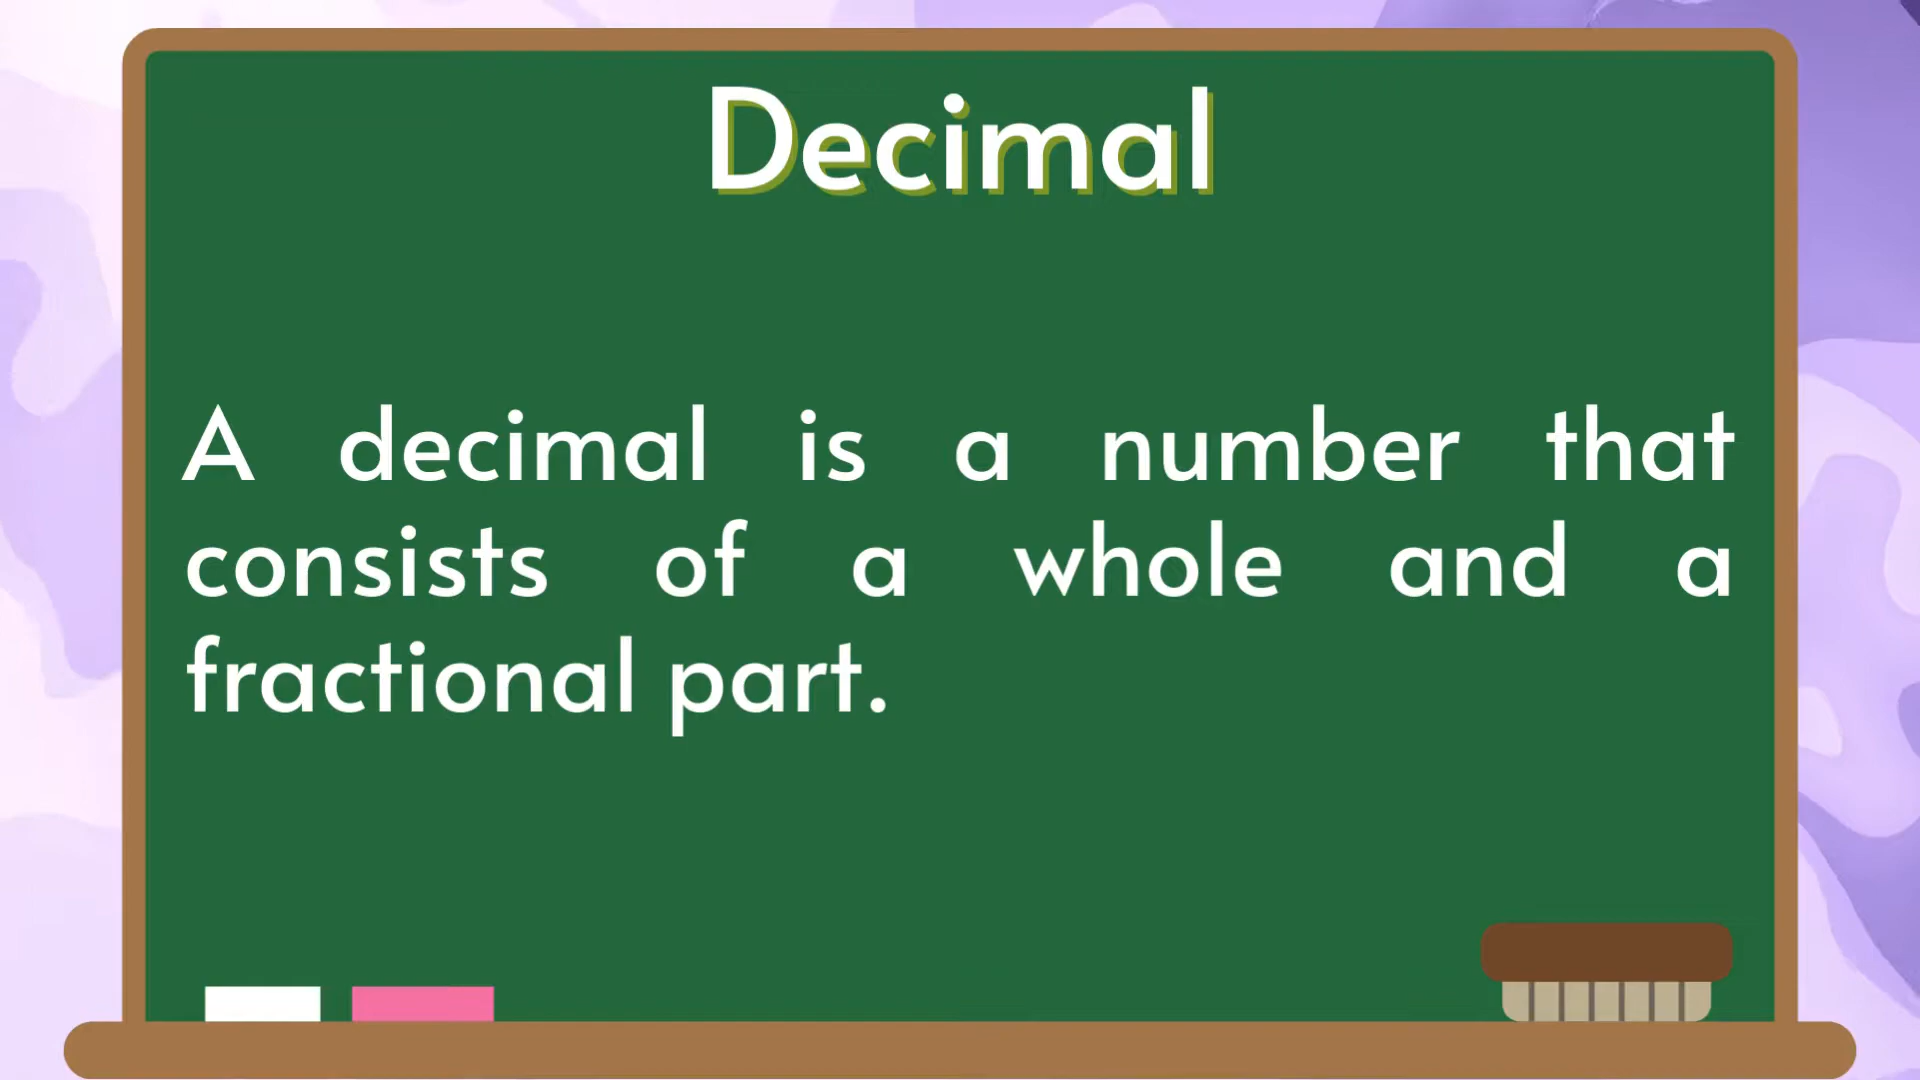 Decimal
A decimal is a number that
consists of a whole and a
fractional part.